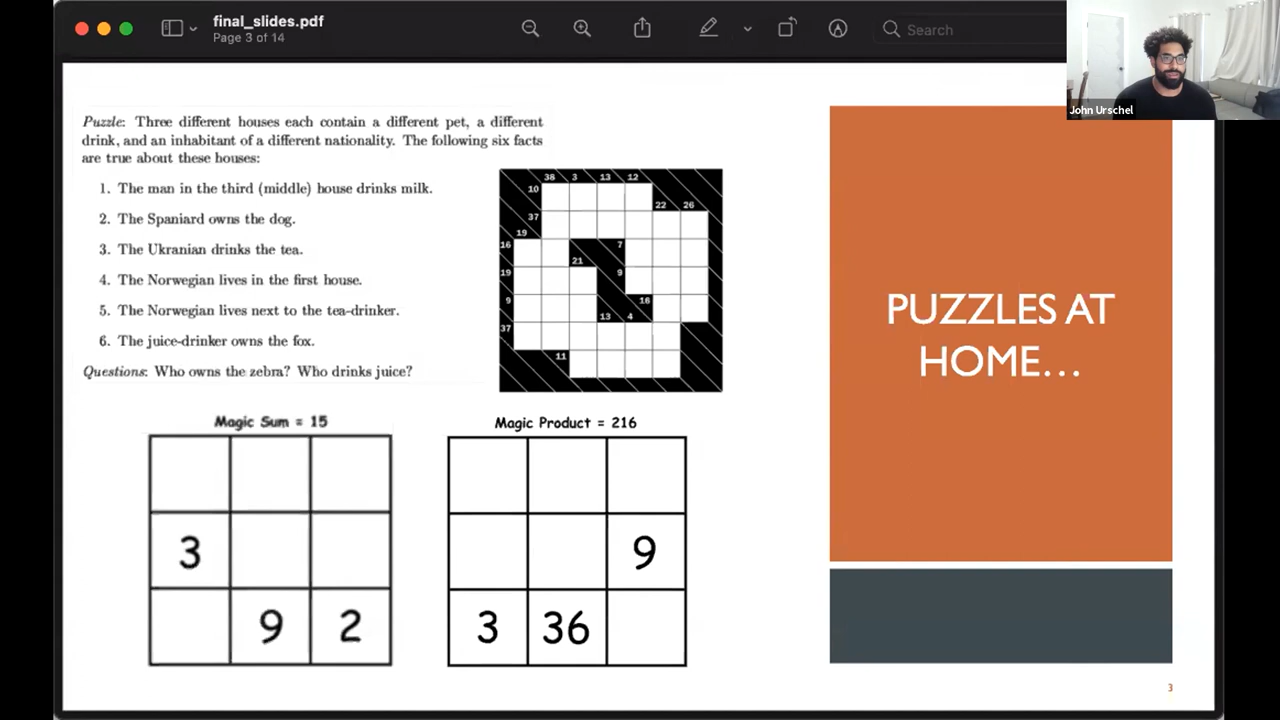 final_slides.pdf
Page 3 of 14
Search
John Urschel
Puzzle: Three different houses each contain a different pet, a different
drink, and an inhabitant of a different nationality. The following six facts
are true about these houses:
1. The man in the third (middle) house drinks milk.
2. The Spaniard owns the dog.
3. The Ukranian drinks the tea.
4. The Norwegian lives in the first house.
5. The Norwegian lives next to the tea-drinker.
6. The juice-drinker owns the fox.
Questions: Who owns the zebra? Who drinks juice?
38 3 13 12
10
22 26
37
19
16 7
21
19 9
9 16
13 4
37
11
PUZZLES AT
HOME...
Magic Sum = 15
3
9 2
Magic Product = 216
9
3 36
3